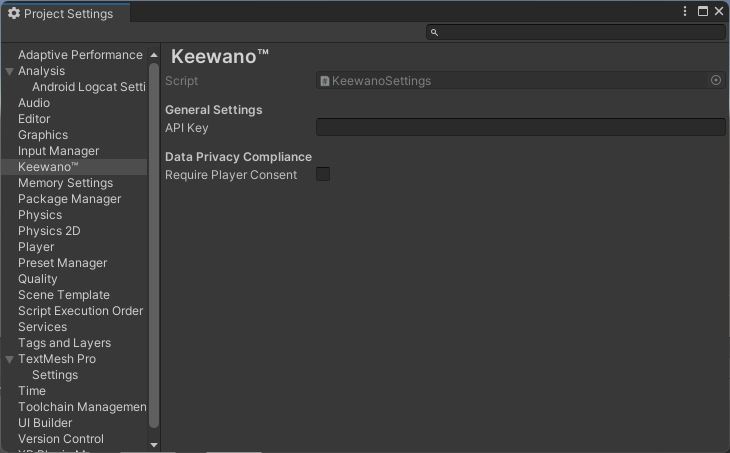 Project Settings
Keewano™
Adaptive Performance
Analysis
Android Logcat Setti
Audio
Editor
Graphics
Input Manager
Keewano™
Memory Settings
Package Manager
Physics
Physics 2D
Player
Preset Manager
Quality
Scene Template
Script Execution Order
Services
Tags and Layers
TextMesh Pro
Settings
Time
Toolchain Managemen
UI Builder
Version Control
Script
KeewanoSettings
General Settings
API Key
Data Privacy Compliance
Require Player Consent